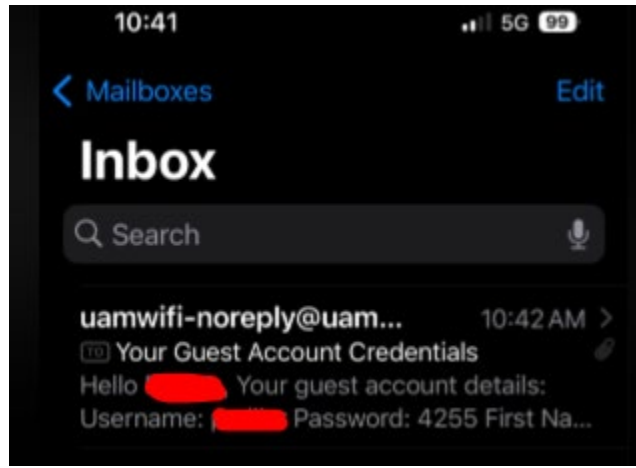 10:41 5G 99
Mailboxes Edit
Inbox
Search
uamwifi-noreply@uam... 10:42 AM
TO Your Guest Account Credentials
Hello Your guest account details:
Username: Password: 4255 First Na...